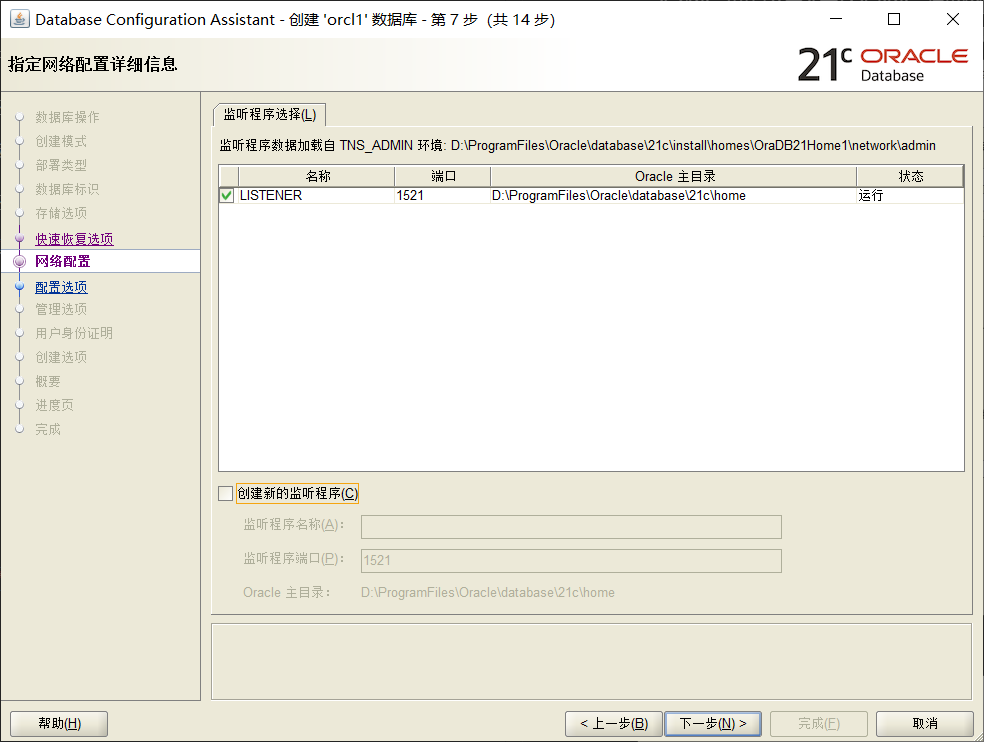 Database Configuration Assistant - 创建 'orcl1' 数据库 - 第 7 步 (共 14 步)
指定网络配置详细信息
21c ORACLE
Database
数据库操作
创建模式
部署类型
数据库标识
存储选项
快速恢复选项
网络配置
配置选项
管理选项
用户身份证明
创建选项
概要
进度页
完成
监听程序选择(L)
监听程序数据加载自 TNS_ADMIN 环境: D:\ProgramFiles\Oracle\database\21c\install\homes\OraDB21Home1\network\admin
名称 端口 Oracle 主目录 状态
LISTENER 1521 D:\ProgramFiles\Oracle\database\21c\home 运行
创建新的监听程序(C)
监听程序名称(A):
监听程序端口(P): 1521
Oracle 主目录: D:\ProgramFiles\Oracle\database\21c\home
帮助(H) < 上一步(B) 下一步(N) > 完成(F) 取消